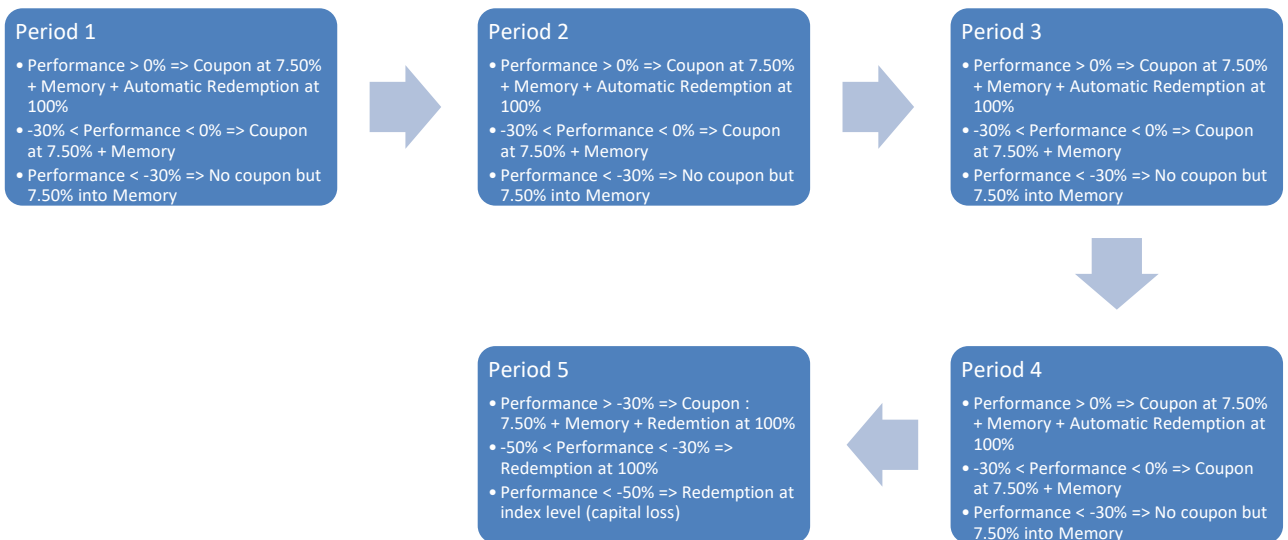 Period 1
• Performance > 0% => Coupon at 7.50%
+ Memory + Automatic Redemption at
100%
• -30% < Performance < 0% => Coupon
at 7.50% + Memory
• Performance < -30% => No coupon but
7.50% into Memory
Period 2
• Performance > 0% => Coupon at 7.50%
+ Memory + Automatic Redemption at
100%
• -30% < Performance < 0% => Coupon
at 7.50% + Memory
• Performance < -30% => No coupon but
7.50% into Memory
Period 3
• Performance > 0% => Coupon at 7.50%
+ Memory + Automatic Redemption at
100%
• -30% < Performance < 0% => Coupon
at 7.50% + Memory
• Performance < -30% => No coupon but
7.50% into Memory
Period 4
• Performance > 0% => Coupon at 7.50%
+ Memory + Automatic Redemption at
100%
• -30% < Performance < 0% => Coupon
at 7.50% + Memory
• Performance < -30% => No coupon but
7.50% into Memory
Period 5
• Performance > -30% => Coupon :
7.50% + Memory + Redemtion at 100%
• -50% < Performance < -30% =>
Redemption at 100%
• Performance < -50% => Redemption at
index level (capital loss)